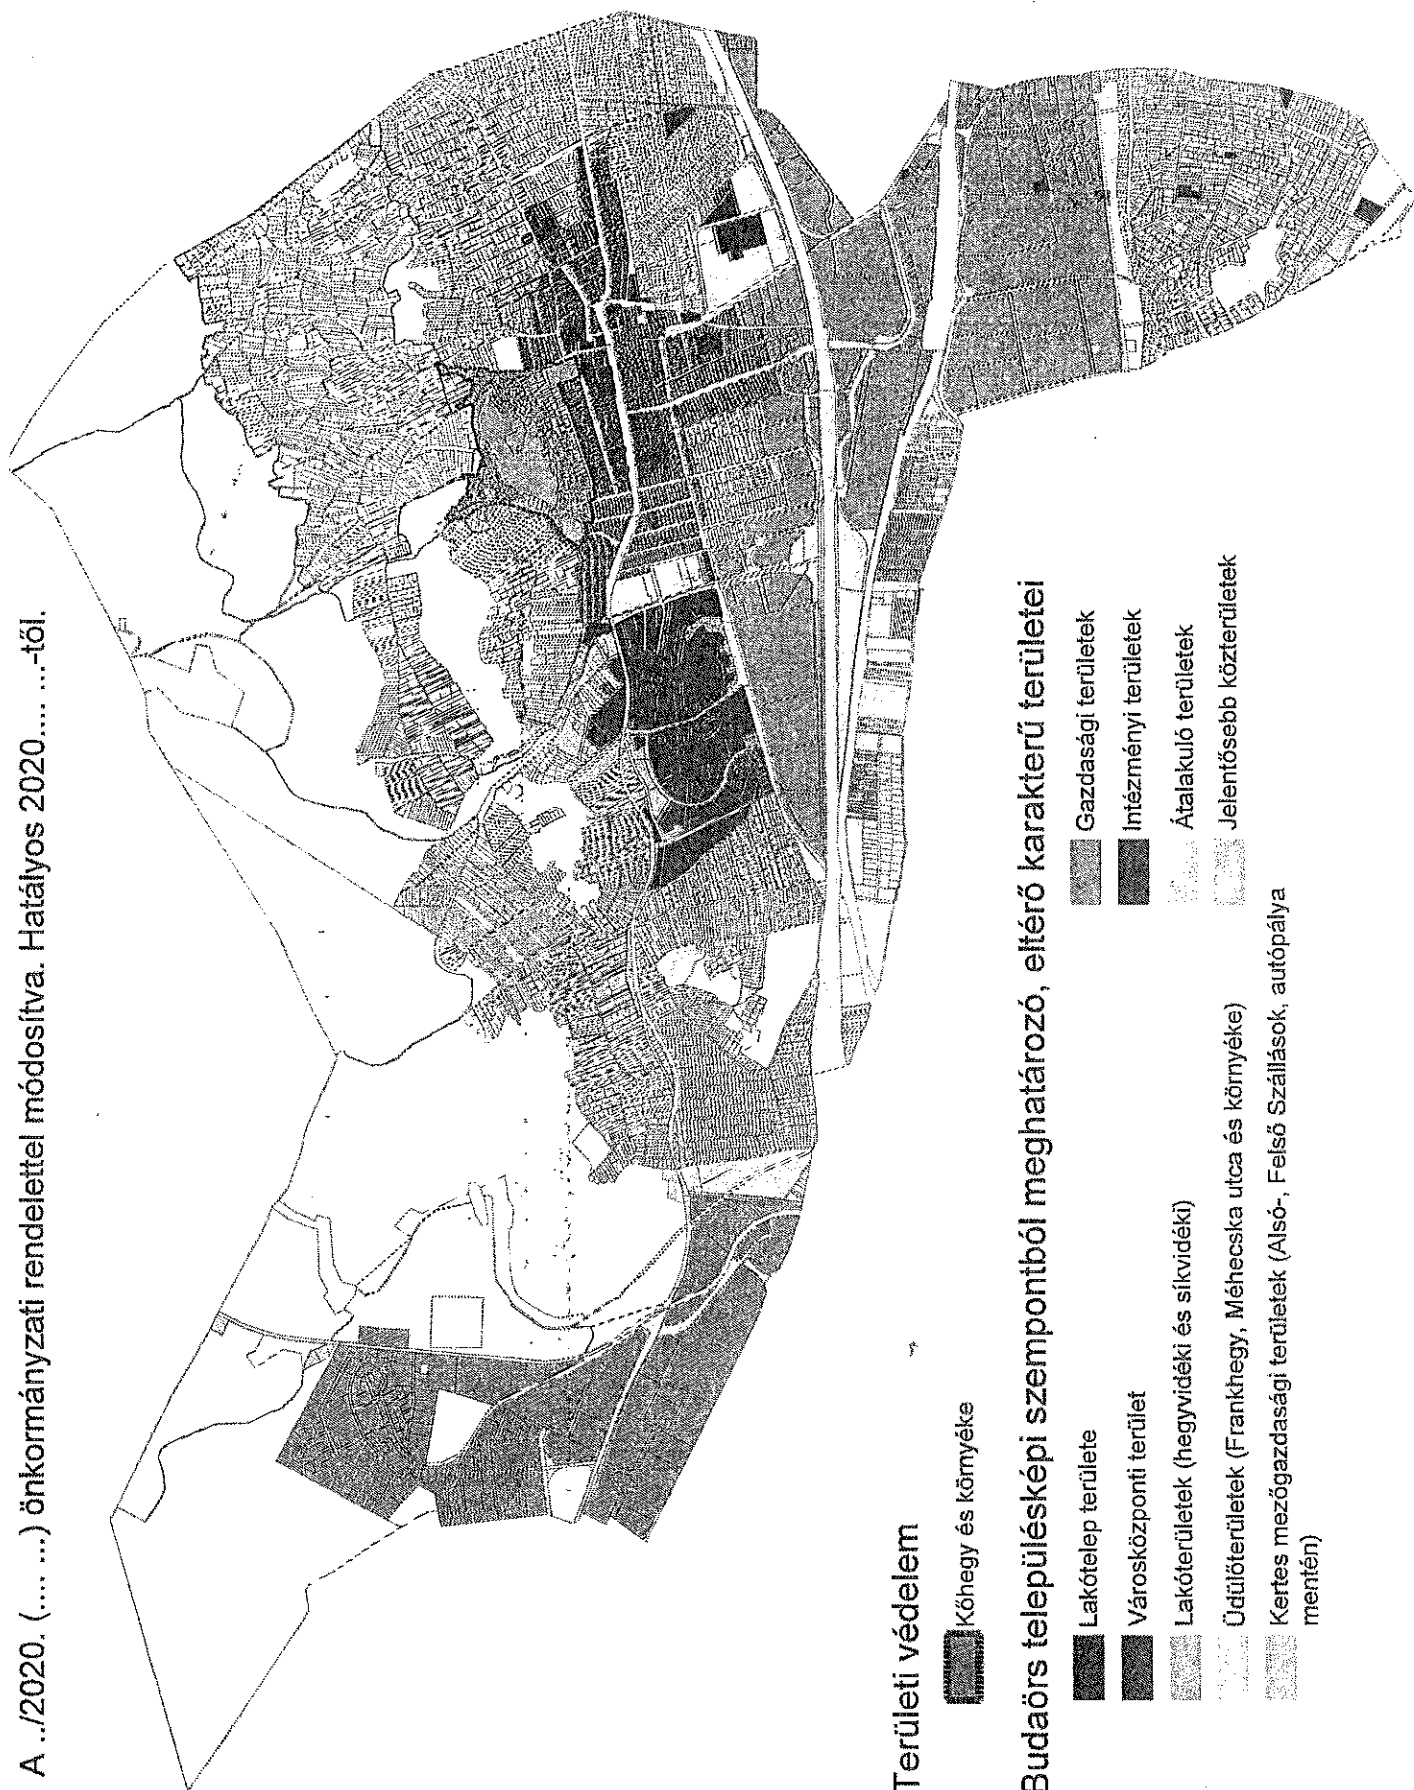 A ../2020. (.... ...) önkormányzati rendelettel módosítva. Hatályos 2020.... ...-től.
Területi védelem
Kőhegy és környéke
Budaörs településképi szempontból meghatározó, eltérő karakterű területei
Lakótelep területe
Városközponti terület
Lakóterületek (hegyvidéki és síkvidéki)
Üdülőterületek (Frankhegy, Méhecska utca és környéke)
Kertes mezőgazdasági területek (Alsó-, Felső Szállások, autópálya
mentén)
Gazdasági területek
Intézményi területek
Átalakuló területek
Jelentősebb közterületek